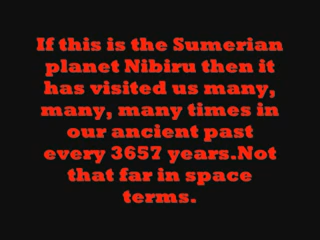 If this is the Sumerian
planet Nibiru then it
has visited us many,
many, many times in
our ancient past
every 3657 years.Not
that far in space
terms.